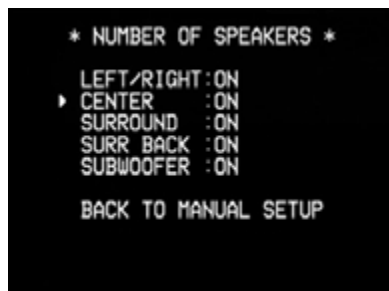 * NUMBER OF SPEAKERS *
LEFT/RIGHT:ON
CENTER :ON
SURROUND :ON
SURR BACK :ON
SUBWOOFER :ON
BACK TO MANUAL SETUP